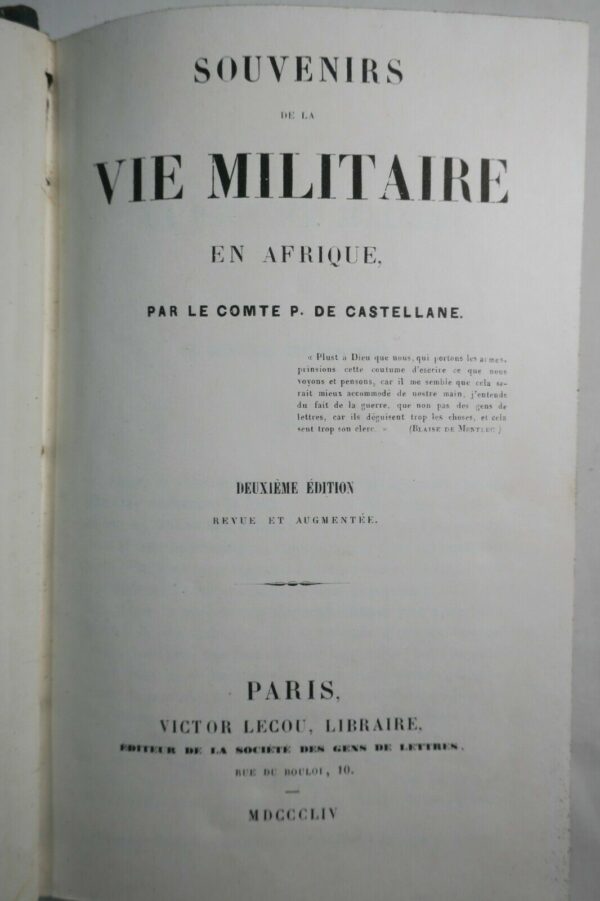 SOUVENIRS
DE LA
VIE MILITAIRE
EN AFRIQUE,
PAR LE COMTE P. DE CASTELLANE.
« Plust à Dieu que nous, qui portons les armes,
prinsions cette coutume d'escrire ce que nous
voyons et pensons, car il me semble que cela se-
rait mieux accommodé de nostre main, j'entends
du fait de la guerre, que non pas des gens de
lettres, car ils déguisent trop les choses, et cela
sent trop son clerc. » (BLAISE DE MONTLUC)
DEUXIÈME ÉDITION
REVUE ET AUGMENTÉE.
PARIS,
VICTOR LECOU, LIBRAIRE,
ÉDITEUR DE LA SOCIÉTÉ DES GENS DE LETTRES,
RUE DU BOULOI, 10.
—
MDCCCLIV